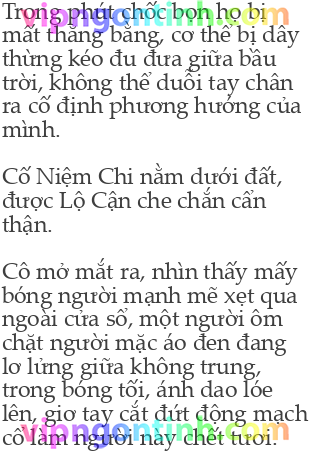 Trong phút chốc bọn họ bị
mất thăng bằng, cơ thể bị dây
thừng kéo đu đưa giữa bầu
trời, không thể duỗi tay chân
ra cố định phương hướng của
mình.
Cố Niệm Chi nằm dưới đất,
được Lộ Cận che chắn cẩn
thận.
Cô mở mắt ra, nhìn thấy mấy
bóng người mạnh mẽ xẹt qua
ngoài cửa sổ, một người ôm
chặt người mặc áo đen đang
lơ lửng giữa không trung,
trong bóng tối, ánh dao lóe
lên, giơ tay cắt đứt động mạch
cổ làm người này chết tươi.
vipngontinh.com
vipngontinh.com